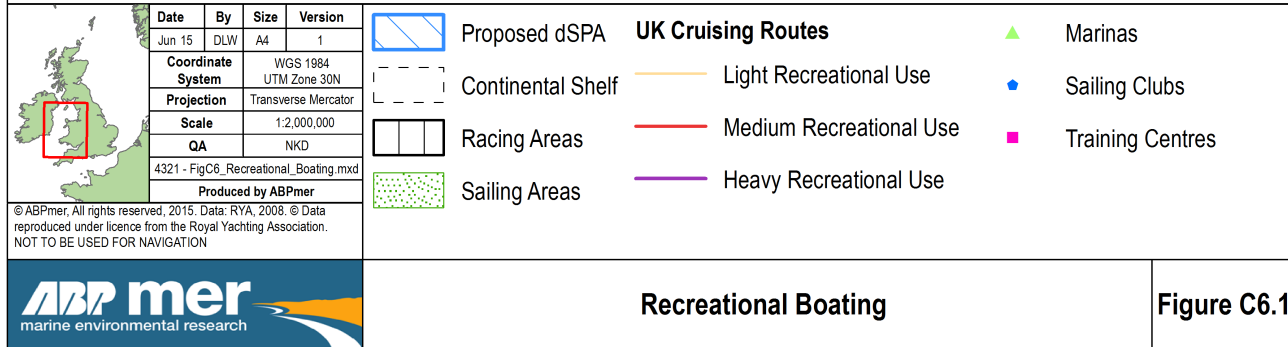 Date By Size Version
Jun 15 DLW A4 1
Coordinate System WGS 1984 UTM Zone 30N
Projection Transverse Mercator
Scale 1:2,000,000
QA NKD
4321 - FigC6_Recreational_Boating.mxd
Produced by ABPmer
© ABPmer, All rights reserved, 2015. Data: RYA, 2008. © Data
reproduced under licence from the Royal Yachting Association.
NOT TO BE USED FOR NAVIGATION
Proposed dSPA
Continental Shelf
Racing Areas
Sailing Areas
UK Cruising Routes
Light Recreational Use
Medium Recreational Use
Heavy Recreational Use
Marinas
Sailing Clubs
Training Centres
ABP mer
marine environmental research
Recreational Boating
Figure C6.1